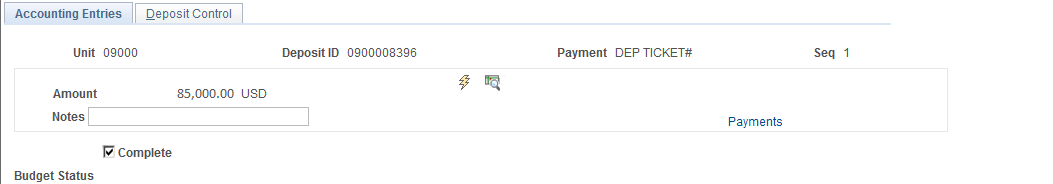 Accounting Entries Deposit Control
Unit 09000 Deposit ID 0900008396 Payment DEP TICKET# Seq 1
Amount 85,000.00 USD
Notes
Payments
Complete
Budget Status